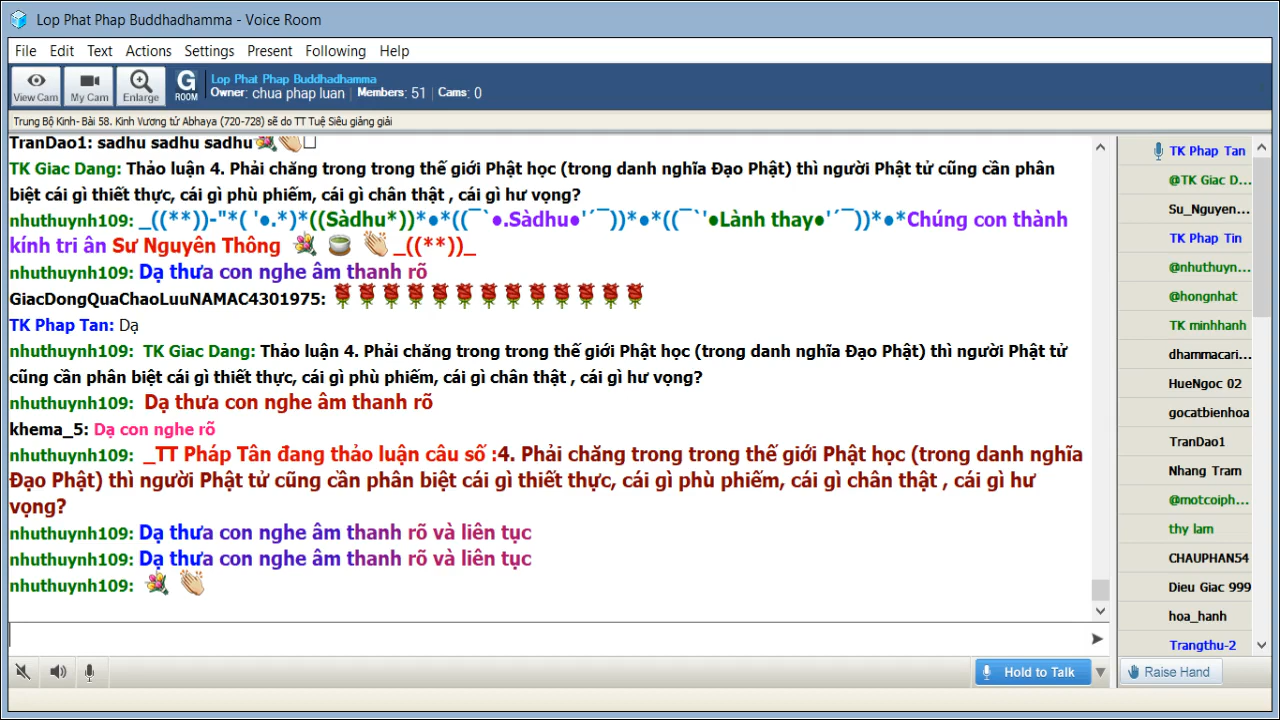 Lop Phat Phap Buddhadhamma - Voice Room
File Edit Text Actions Settings Present Following Help
View Cam My Cam Enlarge G ROOM
Lop Phat Phap Buddhadhamma
Owner: chua phap luan Members: 51 Cams: 0
Trung Bộ Kinh- Bài 58. Kinh Vương tử Abhaya (720-728) sẽ do TT Tuệ Siêu giảng giải
TranDao1: sadhu sadhu sadhu
TK Giac Dang: Thảo luận 4. Phải chăng trong trong thế giới Phật học (trong danh nghĩa Đạo Phật) thì người Phật tử cũng cần phân
biệt cái gì thiết thực, cái gì phù phiếm, cái gì chân thật , cái gì hư vọng?
nhuthuynh109: _((**))-"*( '●.*)*((Sàdhu*))*●*((¯`●.Sàdhu●'´¯))*●*((¯`'●Lành thay●'´¯))*●*Chúng con thành
kính tri ân Sư Nguyên Thông _((**))_
nhuthuynh109: Dạ thưa con nghe âm thanh rõ
GiacDongQuaChaoLuuNAMAC4301975:
TK Phap Tan: Dạ
nhuthuynh109: TK Giac Dang: Thảo luận 4. Phải chăng trong trong thế giới Phật học (trong danh nghĩa Đạo Phật) thì người Phật tử
cũng cần phân biệt cái gì thiết thực, cái gì phù phiếm, cái gì chân thật , cái gì hư vọng?
nhuthuynh109: Dạ thưa con nghe âm thanh rõ
khema_5: Dạ con nghe rõ
nhuthuynh109: _TT Pháp Tân đang thảo luận câu số :4. Phải chăng trong trong thế giới Phật học (trong danh nghĩa
Đạo Phật) thì người Phật tử cũng cần phân biệt cái gì thiết thực, cái gì phù phiếm, cái gì chân thật , cái gì hư
vọng?
nhuthuynh109: Dạ thưa con nghe âm thanh rõ và liên tục
nhuthuynh109: Dạ thưa con nghe âm thanh rõ và liên tục
nhuthuynh109:
TK Phap Tan
@TK Giac D...
Su_Nguyen...
TK Phap Tin
@nhuthuyn...
@hongnhat
TK minhhanh
dhammacari...
HueNgoc 02
gocatbienhoa
TranDao1
Nhang Tram
@motcoiph...
thy lam
CHAUPHAN54
Dieu Giac 999
hoa_hanh
Trangthu-2
Hold to Talk
Raise Hand